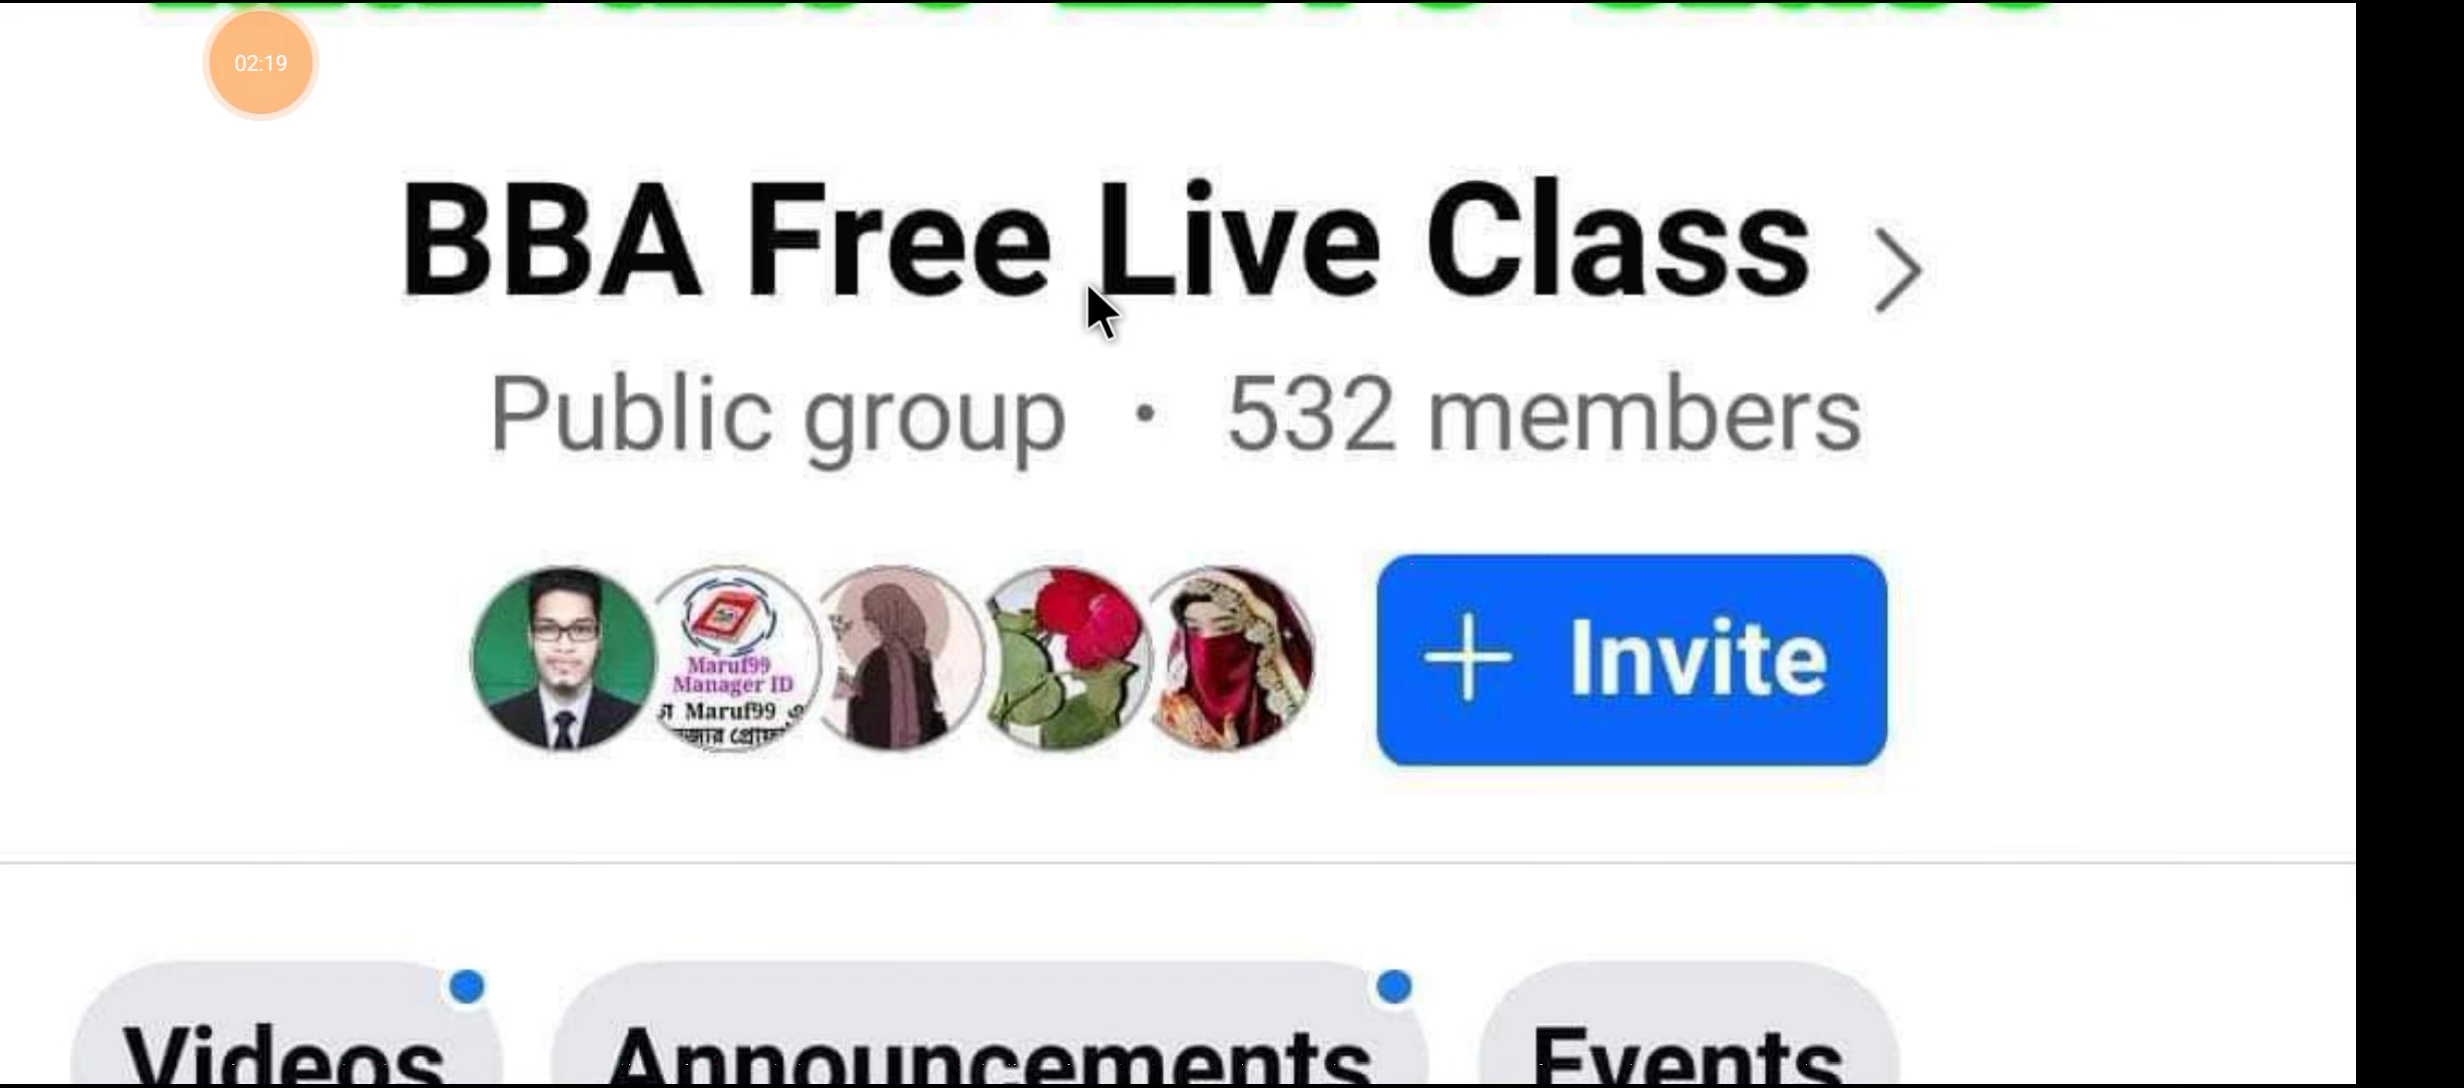 02:19
BBA Free Live Class
Public group · 532 members
Maruf99
Manager ID
Maruf99
+ Invite
Videos
Announcements
Events